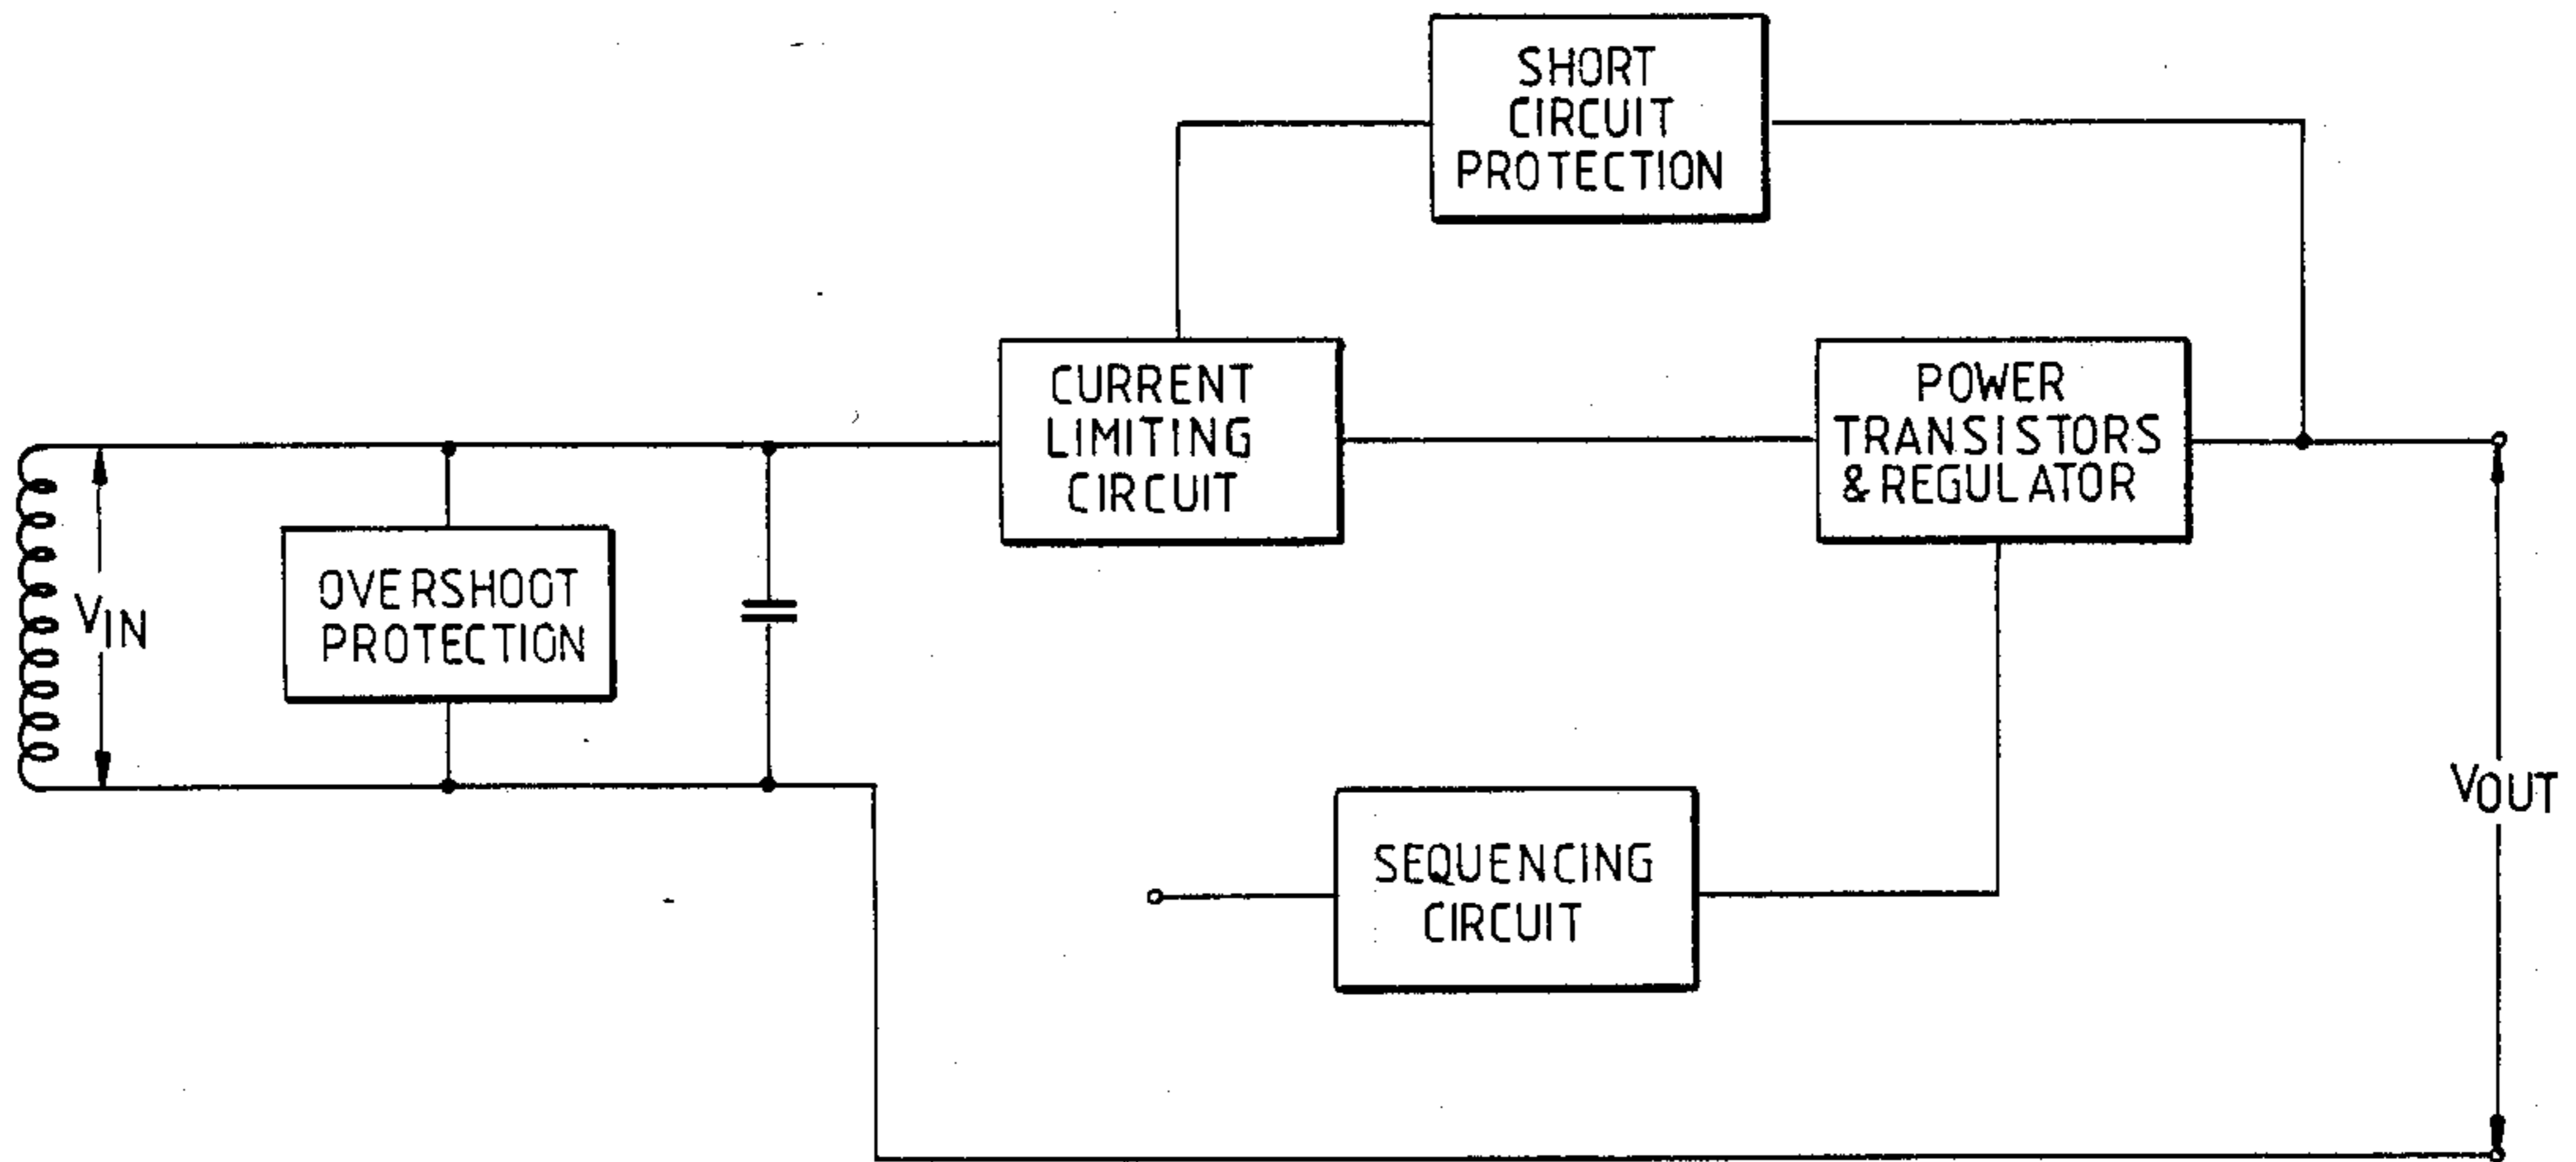 SHORT
CIRCUIT
PROTECTION
CURRENT
LIMITING
CIRCUIT
POWER
TRANSISTORS
& REGULATOR
VIN
OVERSHOOT
PROTECTION
SEQUENCING
CIRCUIT
VOUT